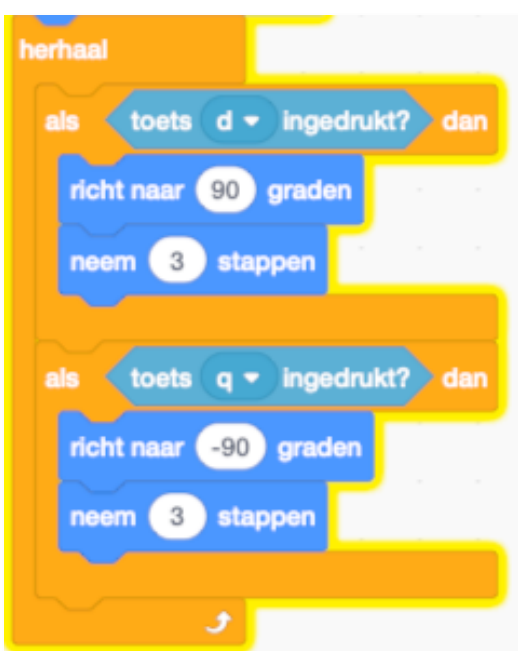 herhaal
als toets d ingedrukt? dan
richt naar 90 graden
neem 3 stappen
als toets q ingedrukt? dan
richt naar -90 graden
neem 3 stappen